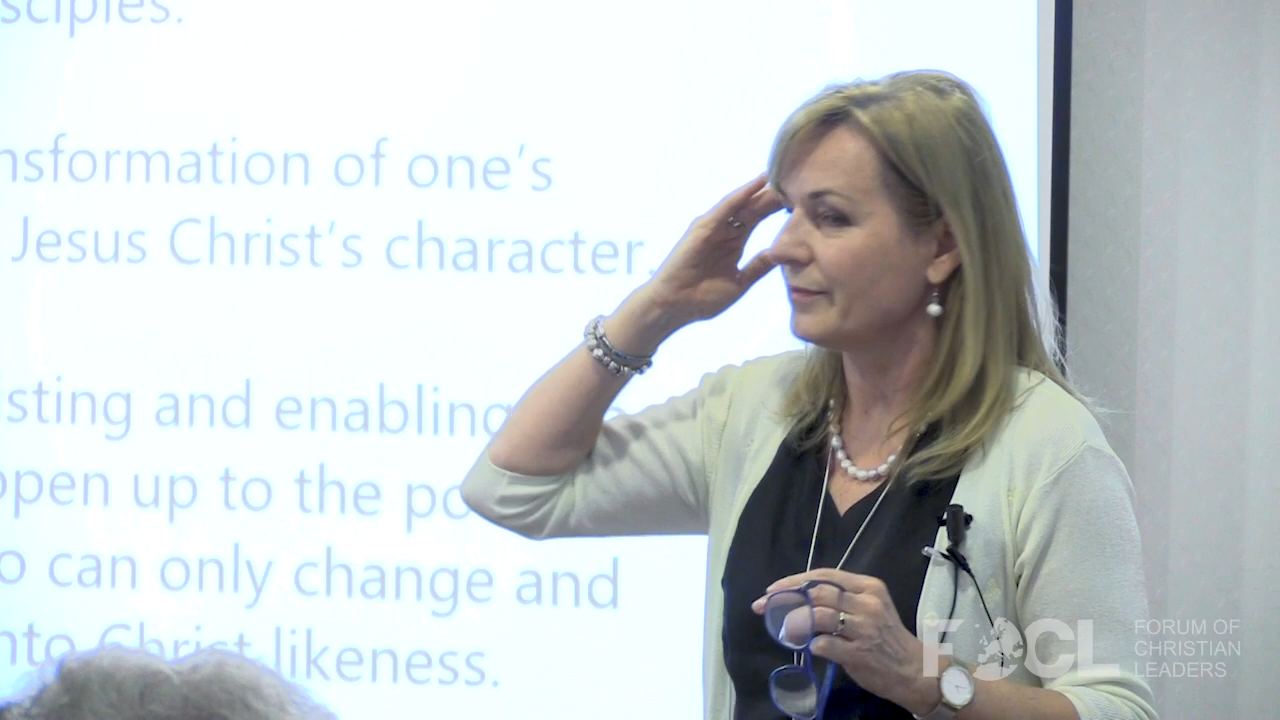 sciples.
nsformation of one's
Jesus Christ's character.
sting and enabling
open up to the po
o can only change and
nto Christ likeness.
FOCL
FORUM OF
CHRISTIAN
LEADERS